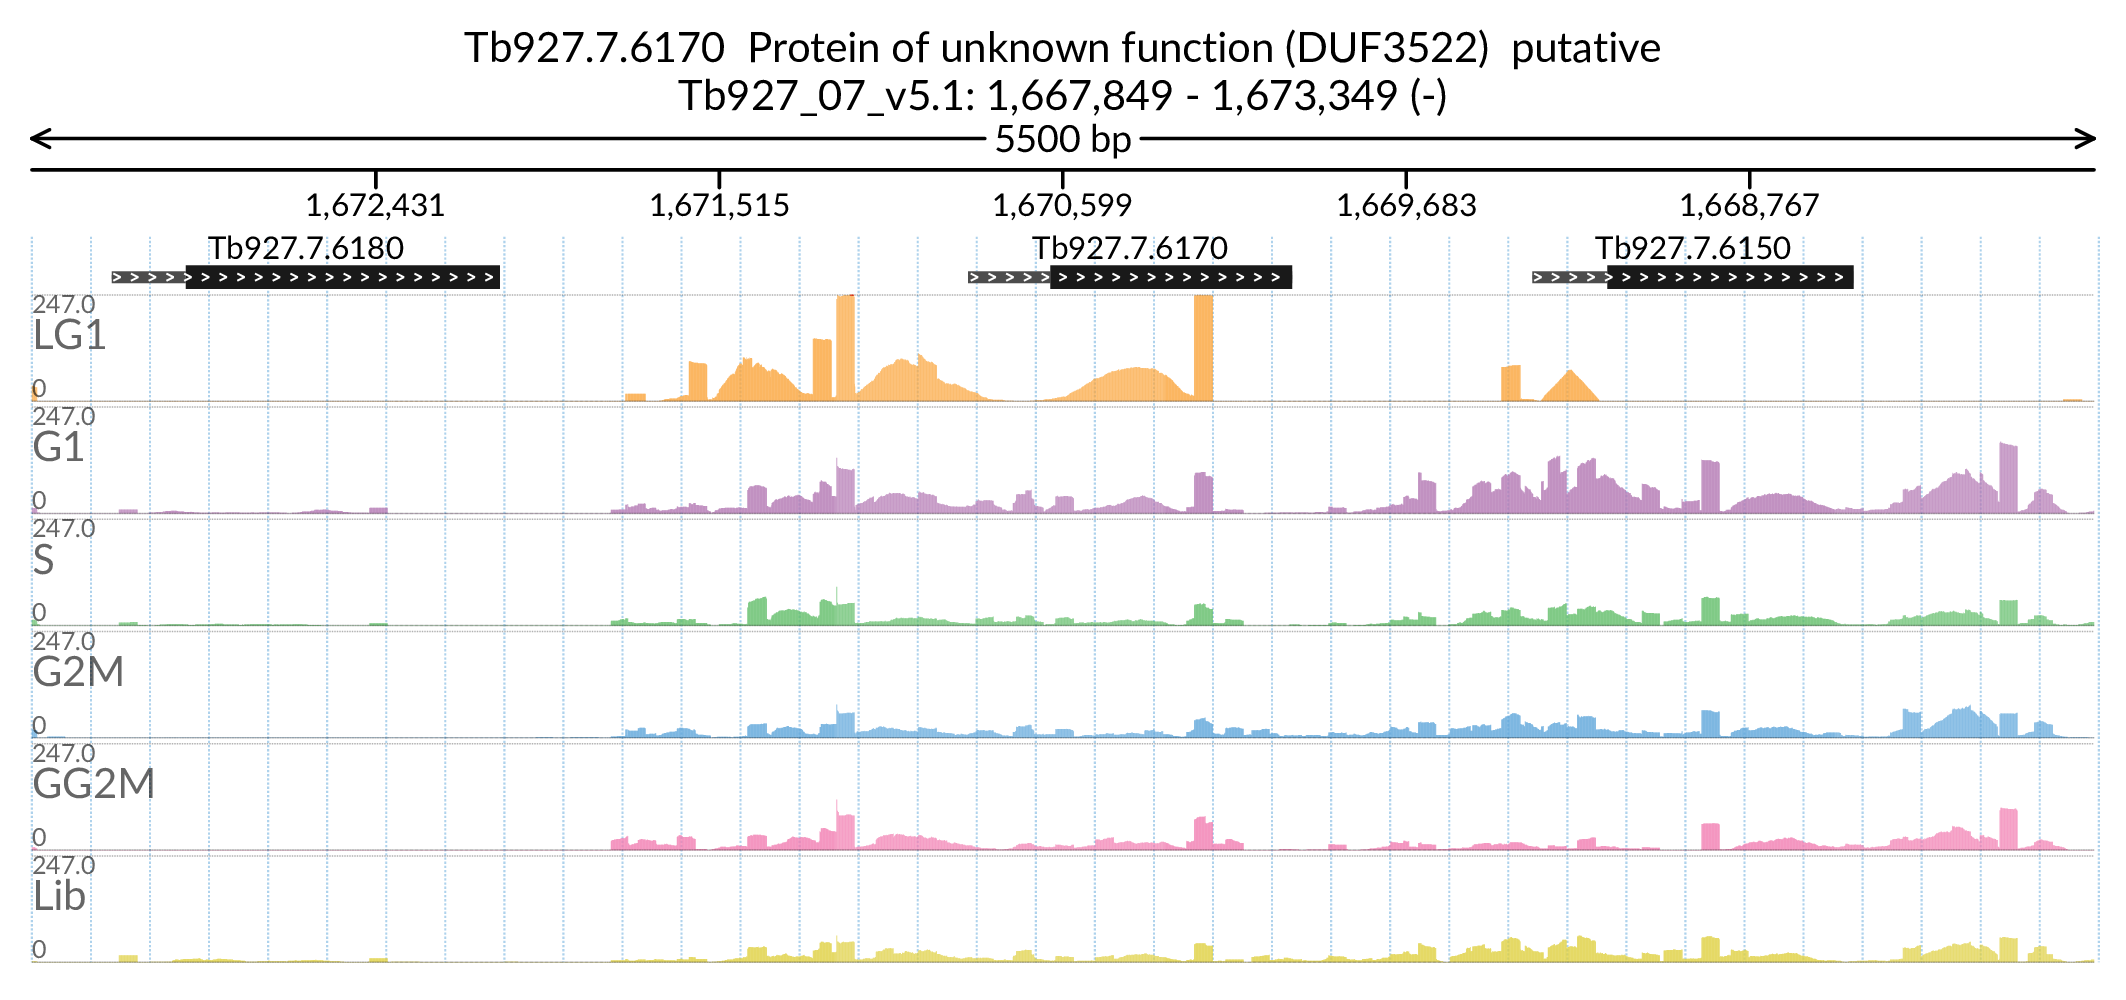 Tb927.7.6170  Protein of unknown function (DUF3522)  putative
Tb927_07_v5.1: 1,667,849 - 1,673,349 (-)
5500 bp
1,672,431 1,671,515 1,670,599 1,669,683 1,668,767
Tb927.7.6180 Tb927.7.6170 Tb927.7.6150
247.0
LG1
0
247.0
G1
0
247.0
S
0
247.0
G2M
0
247.0
GG2M
0
247.0
Lib
0